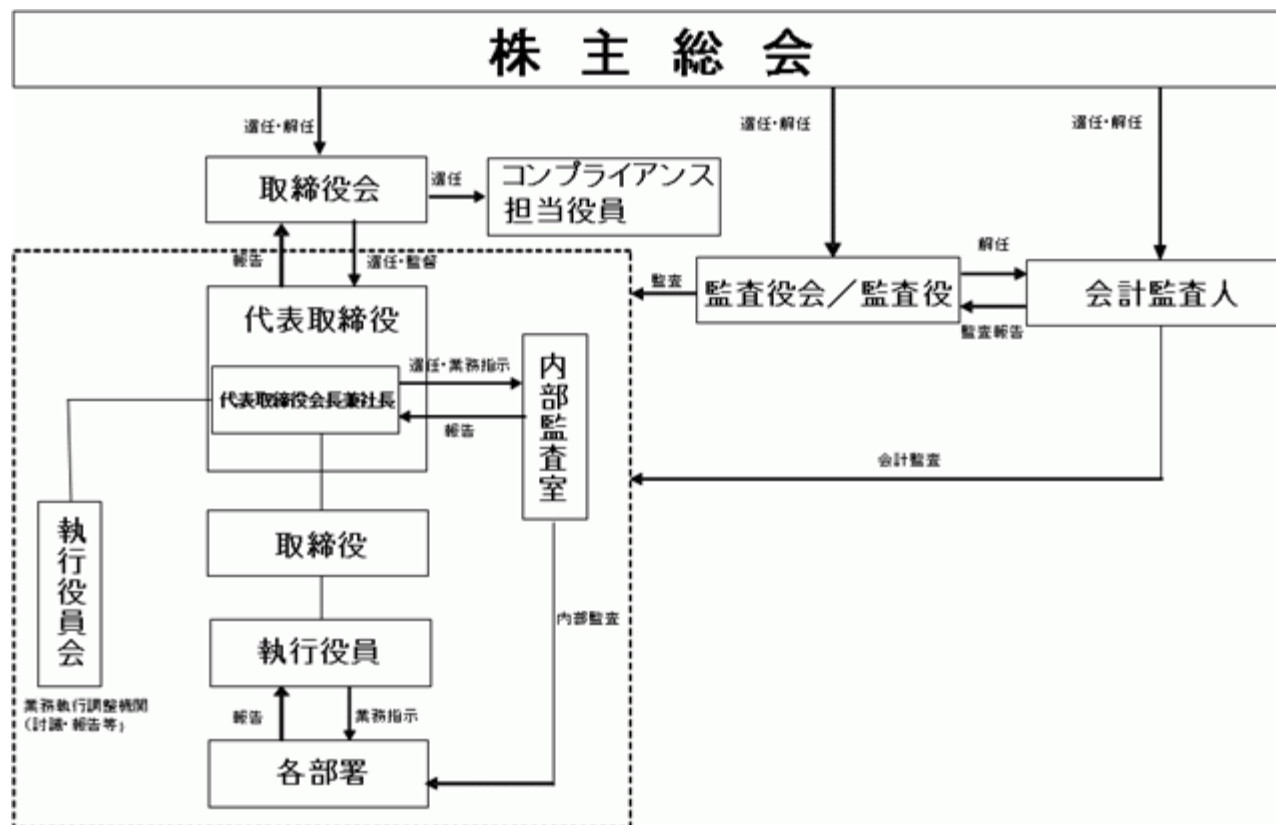 株主総会
選任・解任
選任・解任
選任・解任
取締役会
選任
コンプライアンス
担当役員
報告
選任・監督
監査
監査役会／監査役
解任
監査報告
会計監査人
代表取締役
代表取締役会長兼社長
選任・業務指示
報告
内部監査室
会計監査
執行役員会
取締役
内部監査
執行役員
業務執行調整機関
（討議・報告等）
報告
業務指示
各部署